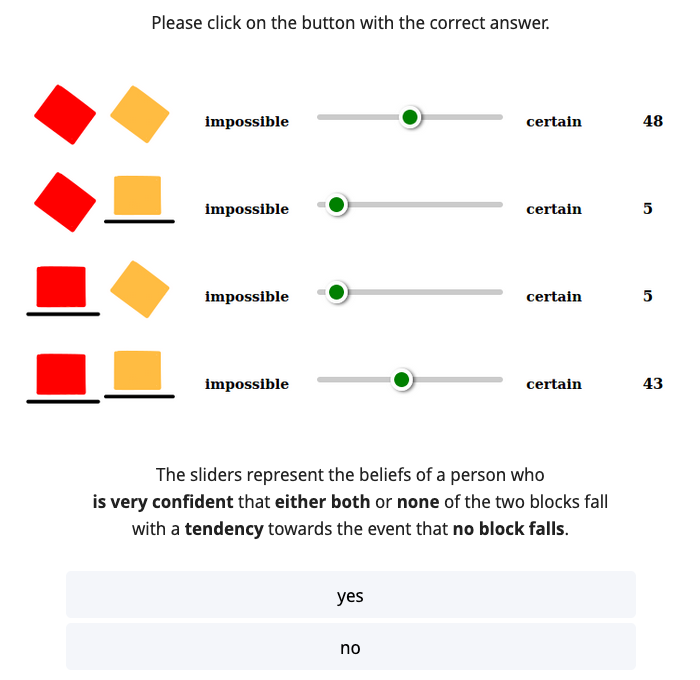 Please click on the button with the correct answer.
impossible certain 48
impossible certain 5
impossible certain 5
impossible certain 43
The sliders represent the beliefs of a person who
is very confident that either both or none of the two blocks fall
with a tendency towards the event that no block falls.
yes
no